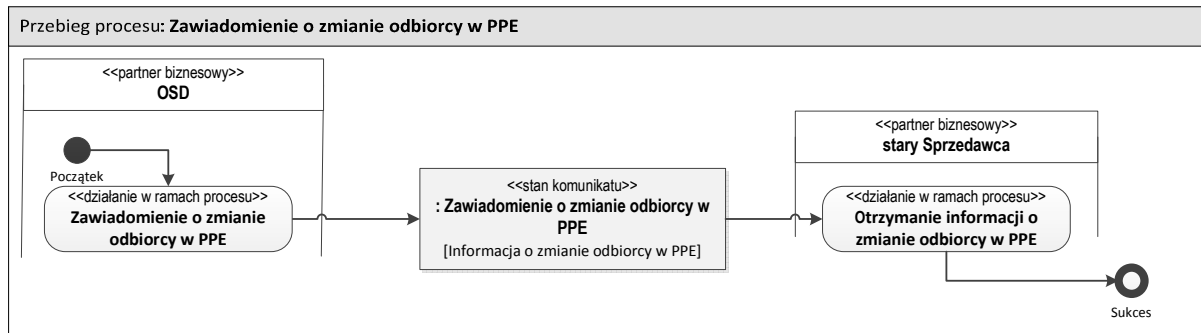 Przebieg procesu: Zawiadomienie o zmianie odbiorcy w PPE
<<partner biznesowy>>
OSD
Początek
<<działanie w ramach procesu>>
Zawiadomienie o zmianie
odbiorcy w PPE
<<stan komunikatu>>
: Zawiadomienie o zmianie odbiorcy w
PPE
[Informacja o zmianie odbiorcy w PPE]
<<partner biznesowy>>
stary Sprzedawca
<<działanie w ramach procesu>>
Otrzymanie informacji o
zmianie odbiorcy w PPE
Sukces